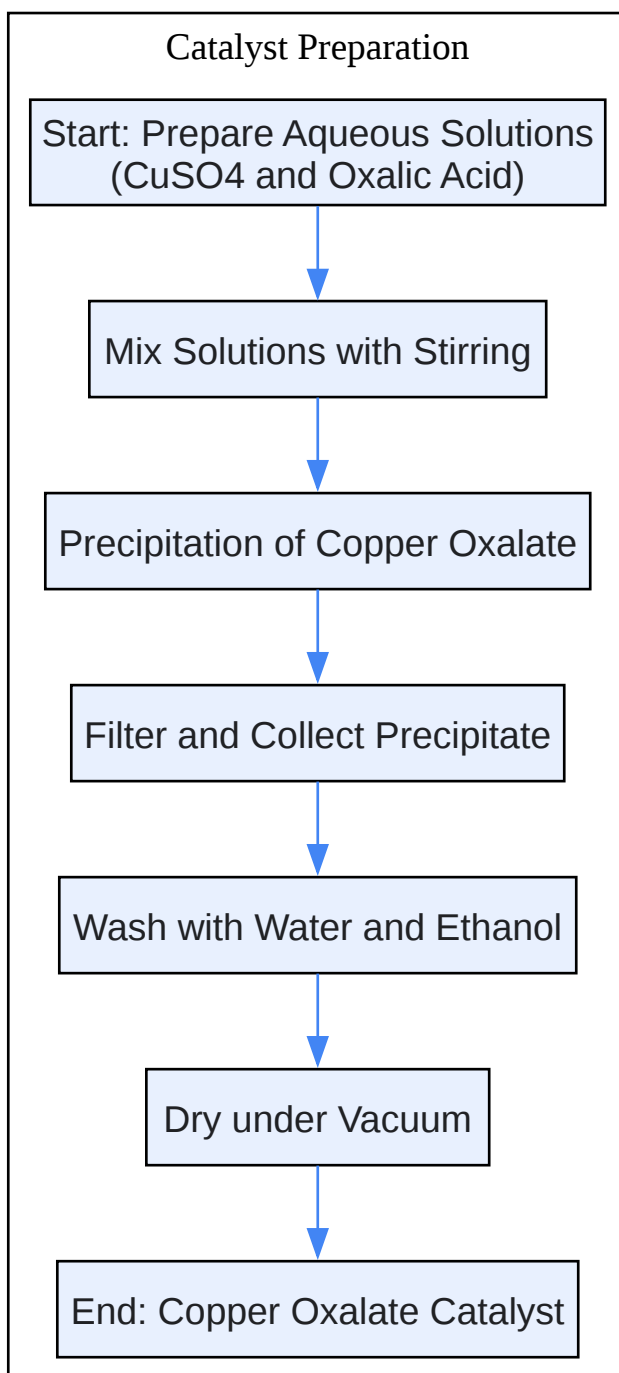 Catalyst Preparation
Start: Prepare Aqueous Solutions
(CuSO4 and Oxalic Acid)
Mix Solutions with Stirring
Precipitation of Copper Oxalate
Filter and Collect Precipitate
Wash with Water and Ethanol
Dry under Vacuum
End: Copper Oxalate Catalyst